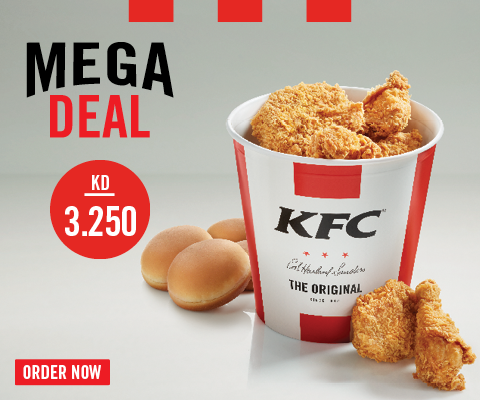 MEGA
DEAL
KD
3.250
KFC
Col. Harland Sanders
THE ORIGINAL
ORDER NOW